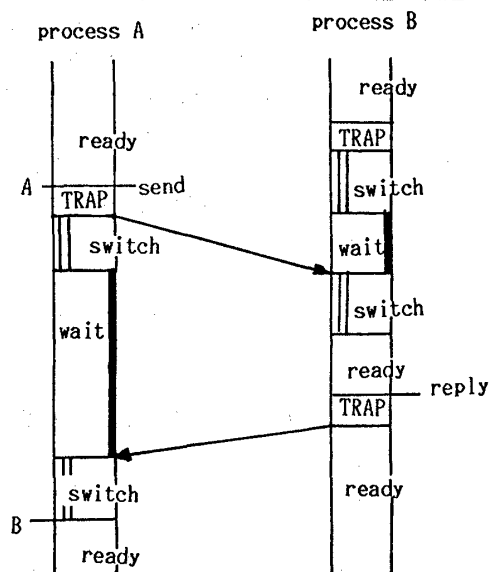 process A
process B
ready
TRAP
switch
wait
switch
ready
reply
TRAP
ready
ready
A
send
TRAP
switch
wait
switch
B
ready